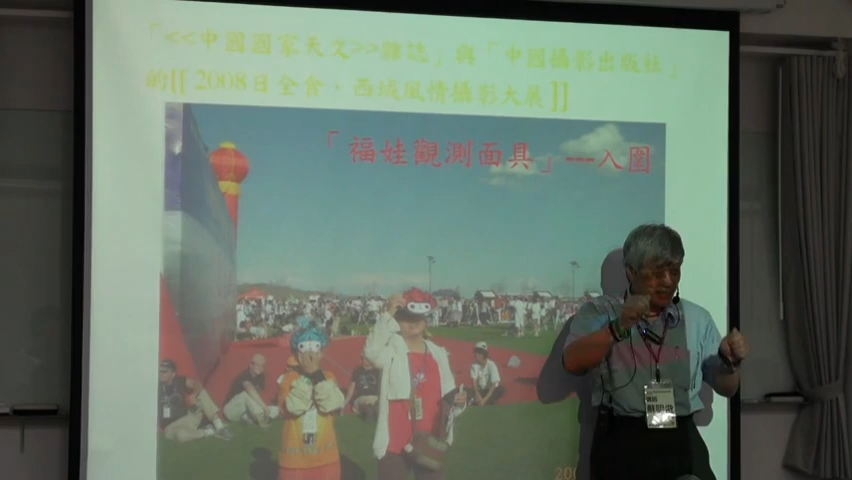 「<<中國國家天文>>雜誌」與「中國攝影出版社」
的[[ 2008日全食，西域風情攝影大展]]
「福娃觀測面具」---入圍